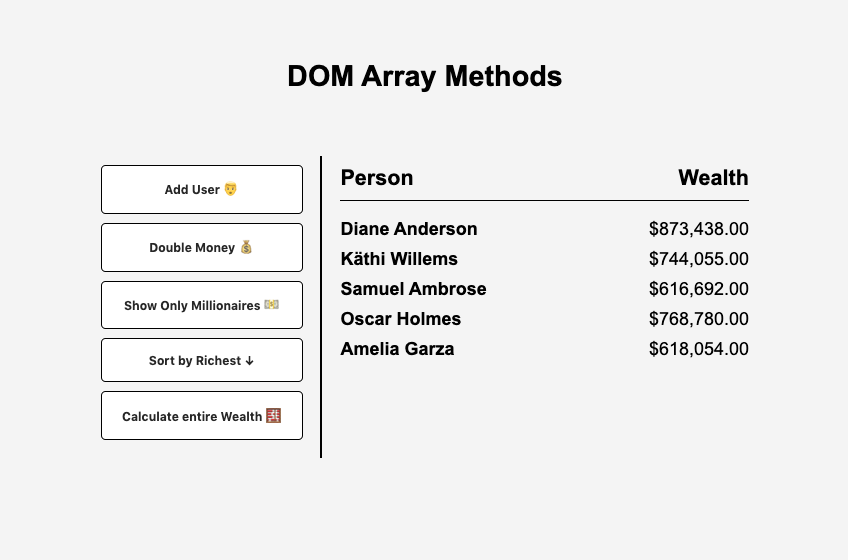 DOM Array Methods
Add User 👨
Double Money 💰
Show Only Millionaires 💵
Sort by Richest ↓
Calculate entire Wealth 🧮
Person Wealth
Diane Anderson $873,438.00
Käthi Willems $744,055.00
Samuel Ambrose $616,692.00
Oscar Holmes $768,780.00
Amelia Garza $618,054.00